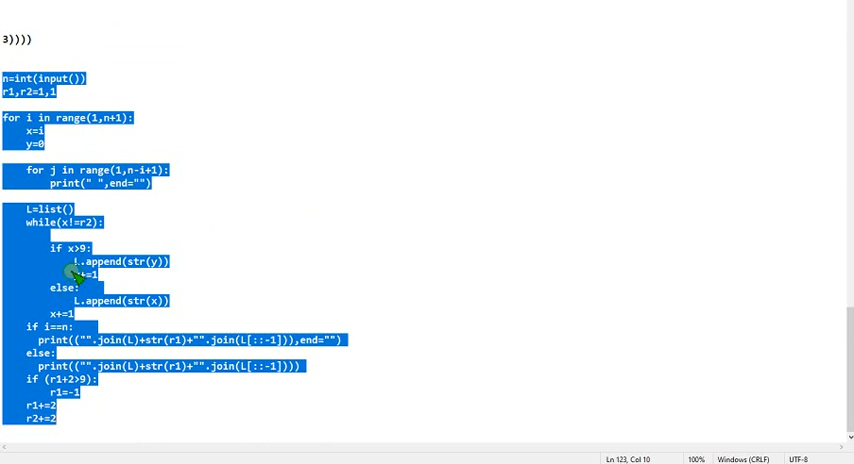 3))))
n=int(input())
r1,r2=1,1
for i in range(1,n+1):
    x=i
    y=0
    for j in range(1,n-i+1):
        print(" ",end="")
    L=list()
    while(x!=r2):
        if x>9:
            L.append(str(y))
            +=1
        else:
            L.append(str(x))
        x+=1
    if i==n:
      print(("".join(L)+str(r1)+"".join(L[::-1])),end="")
    else:
      print(("".join(L)+str(r1)+"".join(L[::-1])))
    if (r1+2>9):
        r1=-1
    r1+=2
    r2+=2
Ln 123, Col 10 100% Windows (CRLF) UTF-8